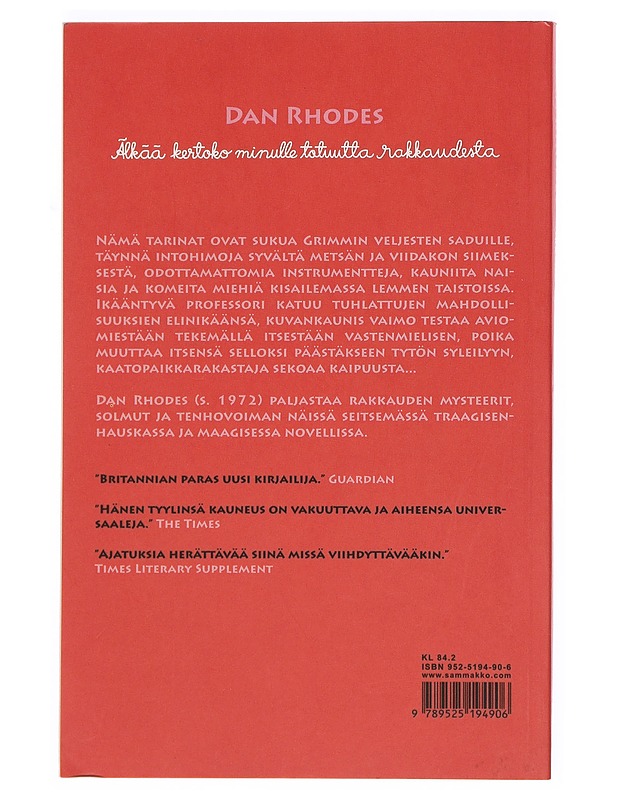 DAN RHODES
Älkää kertoko minulle totuutta rakkaudesta
NÄMÄ TARINAT OVAT SUKUA GRIMMIN VELJESTEN SADUILLE,
TÄYNNÄ INTOHIMOJA SYVÄLTÄ METSÄN JA VIIDAKON SIIMEK-
SESTÄ, ODOTTAMATTOMIA INSTRUMENTTEJA, KAUNIITA NAI-
SIA JA KOMEITA MIEHIÄ KISAILEMASSA LEMMEN TAISTOISSA.
IKÄÄNTYVÄ PROFESSORI KATUU TUHLATTUJEN MAHDOLLI-
SUUKSIEN ELINIKÄÄNSÄ, KUVANKAUNIS VAIMO TESTAA AVIO-
MIESTÄÄN TEKEMÄLLÄ ITSESTÄÄN VASTENMIELISEN, POIKA
MUUTTAA ITSENSÄ SELLOKSI PÄÄSTÄKSEEN TYTÖN SYLEILYYN,
KAATOPAIKKARAKASTAJA SEKOAA KAIPUUSTA...
DAN RHODES (S. 1972) PALJASTAA RAKKAUDEN MYSTEERIT,
SOLMUT JA TENHOVOIMAN NÄISSÄ SEITSEMÄSSÄ TRAAGISEN-
HAUSKASSA JA MAAGISESSA NOVELLISSA.
"BRITANNIAN PARAS UUSI KIRJAILIJA." GUARDIAN
"HÄNEN TYYLINSÄ KAUNEUS ON VAKUUTTAVA JA AIHEENSA UNIVER-
SAALEJA." THE TIMES
"AJATUKSIA HERÄTTÄVÄÄ SIINÄ MISSÄ VIIHDYTTÄVÄÄKIN."
TIMES LITERARY SUPPLEMENT
KL 84.2
ISBN 952-5194-90-6
www.sammakko.com
9 789525 194906